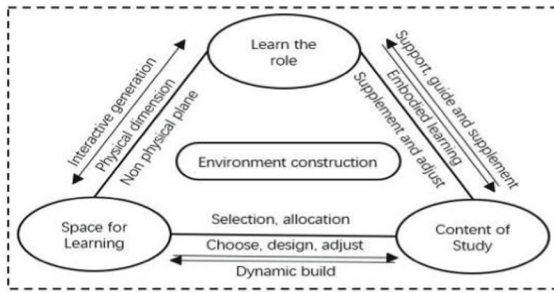 Learn the
role
Interactive generation
Physical dimension
Non physical plane
Support, guide and supplement
Embodied learning
Supplement and adjust
Environment construction
Space for
Learning
Selection, allocation
Choose, design, adjust
Dynamic build
Content of
Study